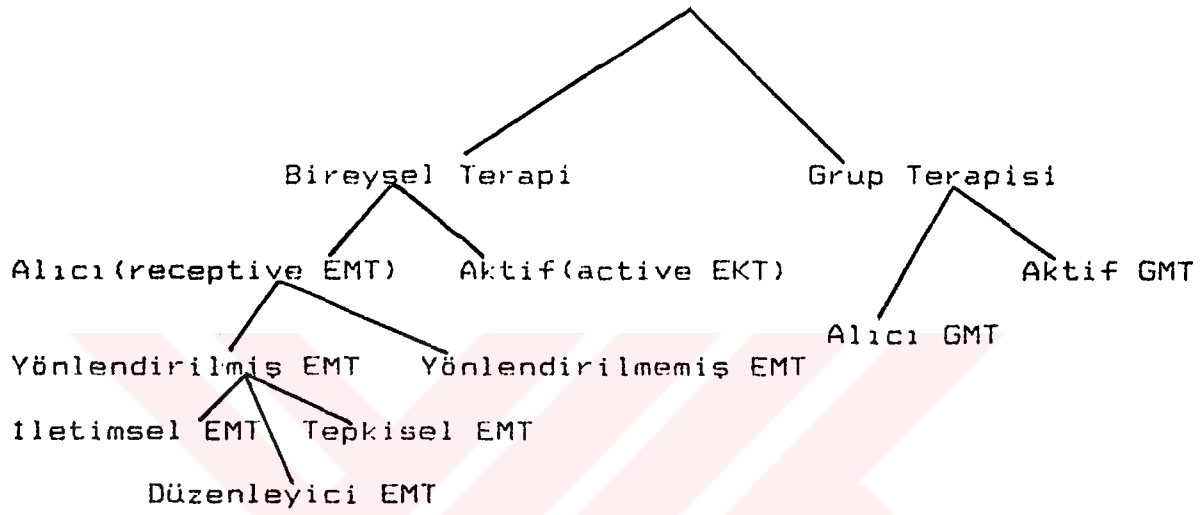 Bireysel Terapi Grup Terapisi
Alıcı(receptive EMT) Aktif(active EKT) Aktif GMT
Alıcı GMT
Yönlendirilmiş EMT Yönlendirilmemiş EMT
Iletimsel EMT Tepkisel EMT
Düzenleyici EMT